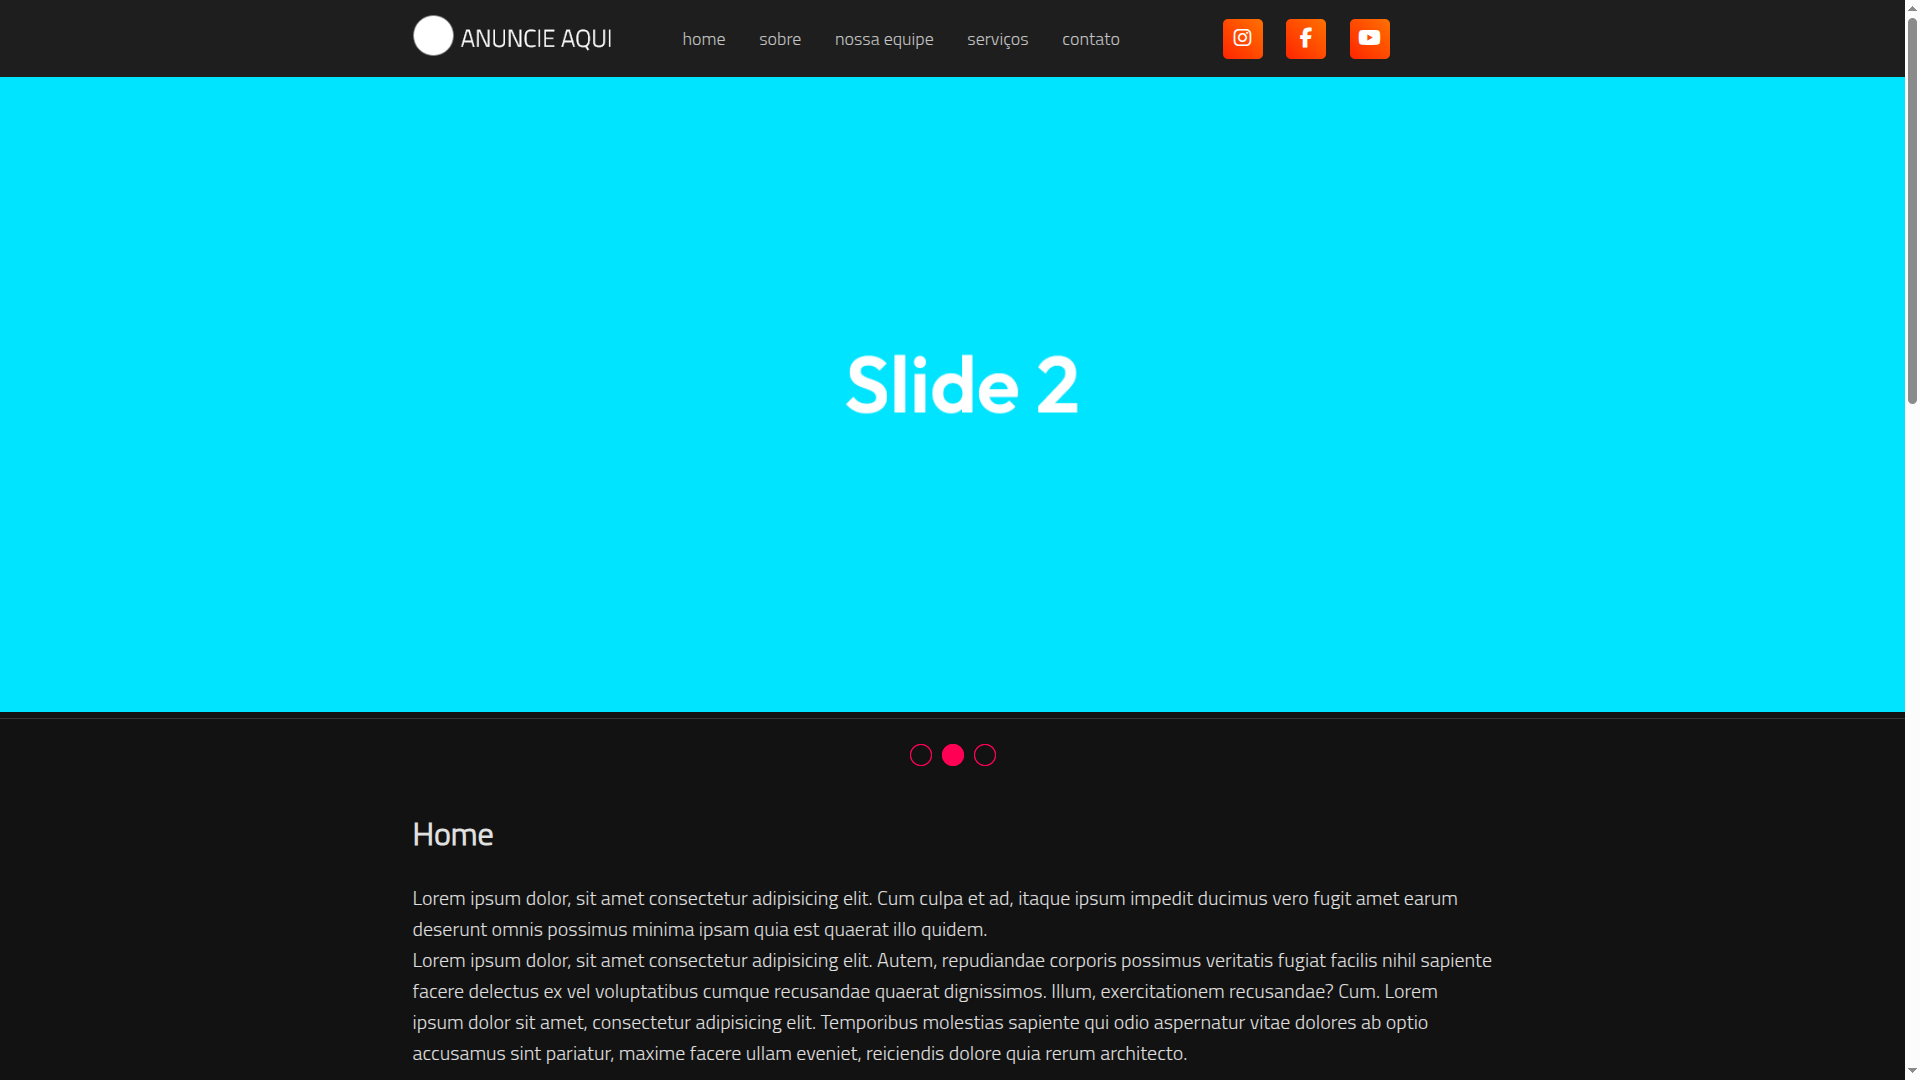 ANUNCIE AQUI
home sobre nossa equipe serviços contato
Slide 2
Home
Lorem ipsum dolor, sit amet consectetur adipisicing elit. Cum culpa et ad, itaque ipsum impedit ducimus vero fugit amet earum
deserunt omnis possimus minima ipsam quia est quaerat illo quidem.
Lorem ipsum dolor, sit amet consectetur adipisicing elit. Autem, repudiandae corporis possimus veritatis fugiat facilis nihil sapiente
facere delectus ex vel voluptatibus cumque recusandae quaerat dignissimos. Illum, exercitationem recusandae? Cum. Lorem
ipsum dolor sit amet, consectetur adipisicing elit. Temporibus molestias sapiente qui odio aspernatur vitae dolores ab optio
accusamus sint pariatur, maxime facere ullam eveniet, reiciendis dolore quia rerum architecto.